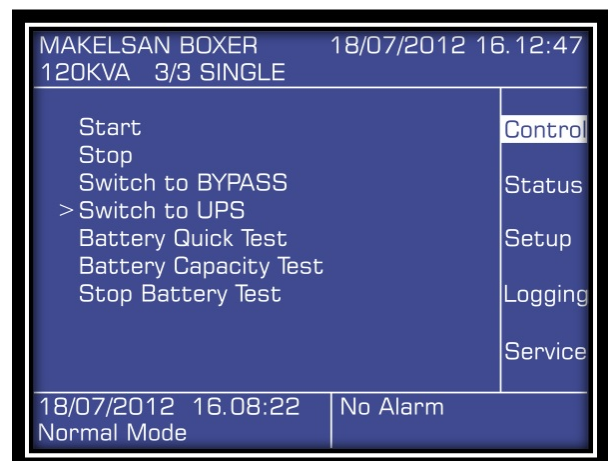 MAKELSAN BOXER 18/07/2012 16.12:47
120KVA 3/3 SINGLE
Start
Stop
Switch to BYPASS
>Switch to UPS
Battery Quick Test
Battery Capacity Test
Stop Battery Test
Control
Status
Setup
Logging
Service
18/07/2012 16.08:22
Normal Mode
No Alarm